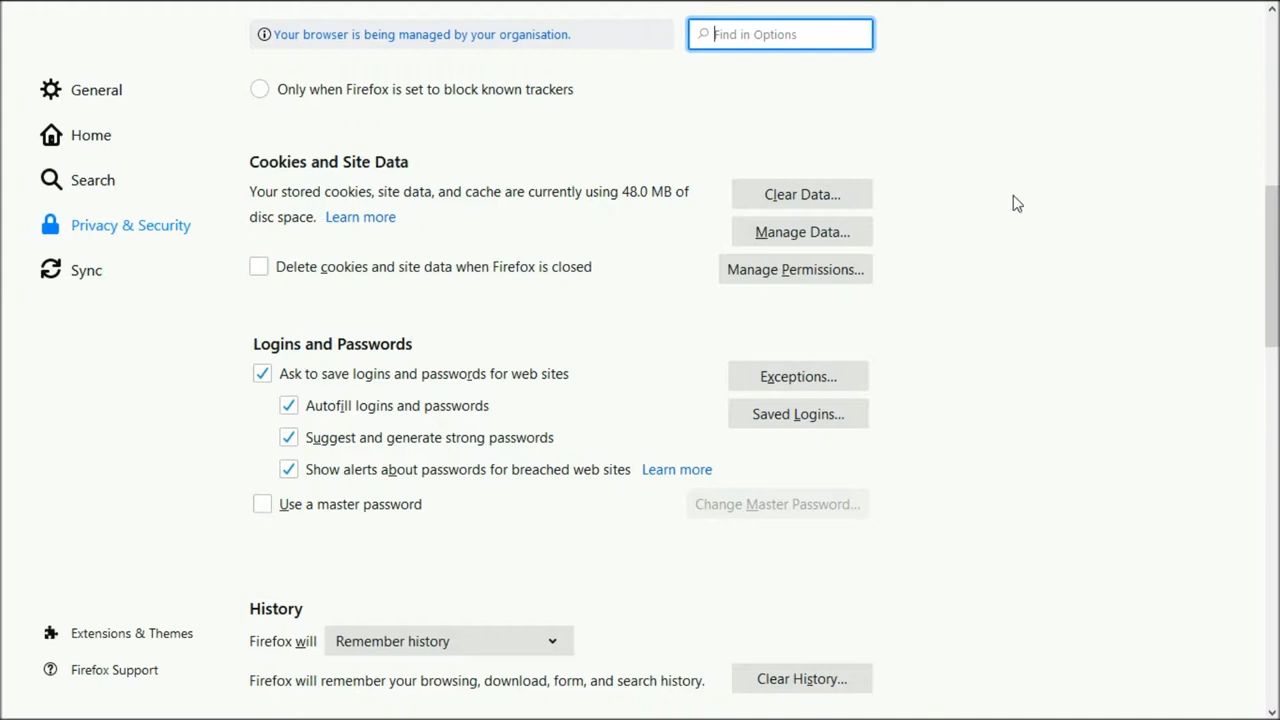 Your browser is being managed by your organisation.
Find in Options
General
Home
Search
Privacy & Security
Sync
Extensions & Themes
Firefox Support
Only when Firefox is set to block known trackers
Cookies and Site Data
Your stored cookies, site data, and cache are currently using 48.0 MB of
disc space. Learn more
Clear Data...
Manage Data...
Delete cookies and site data when Firefox is closed
Manage Permissions...
Logins and Passwords
Ask to save logins and passwords for web sites
Exceptions...
Autofill logins and passwords
Saved Logins...
Suggest and generate strong passwords
Show alerts about passwords for breached web sites Learn more
Use a master password
Change Master Password...
History
Firefox will Remember history
Firefox will remember your browsing, download, form, and search history.
Clear History...